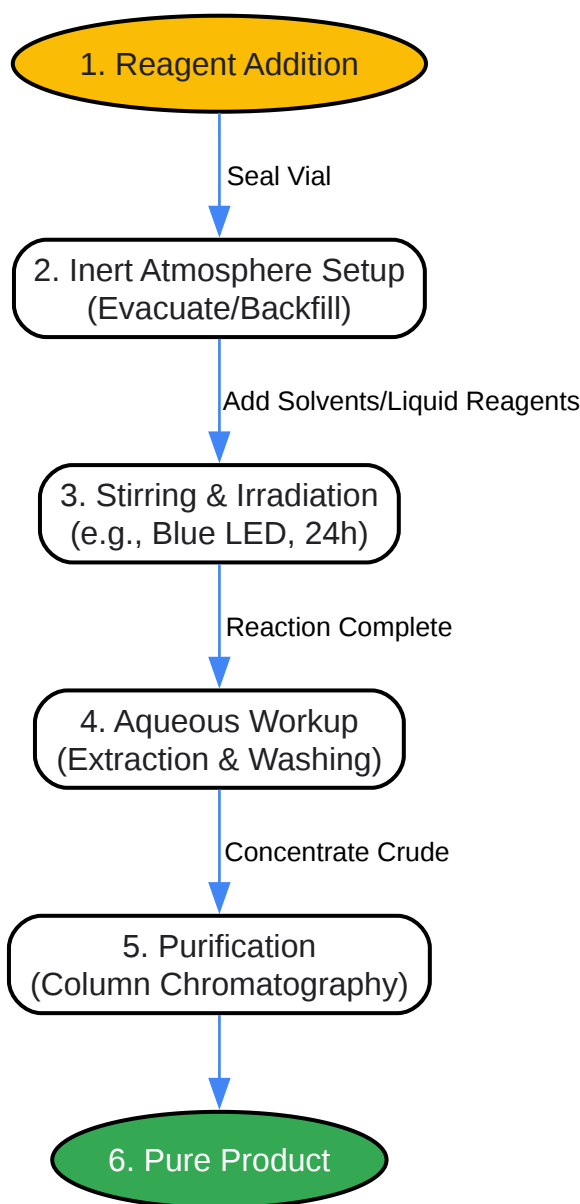 1. Reagent Addition
Seal Vial
2. Inert Atmosphere Setup
(Evacuate/Backfill)
Add Solvents/Liquid Reagents
3. Stirring & Irradiation
(e.g., Blue LED, 24h)
Reaction Complete
4. Aqueous Workup
(Extraction & Washing)
Concentrate Crude
5. Purification
(Column Chromatography)
6. Pure Product